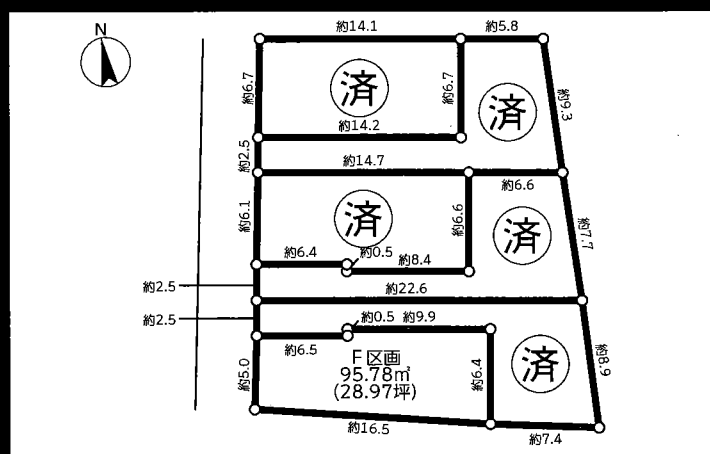 N
約14.1
約5.8
約6.7
済
約6.7
済
約9.3
約14.2
約2.5
約14.7
約6.6
約6.1
済
約6.6
済
約7.7
約6.4
約0.5
約8.4
約2.5
約22.6
約2.5
約0.5 約9.9
約6.5
F区画
95.78㎡
(28.97坪)
約5.0
約6.4
済
約8.9
約16.5
約7.4